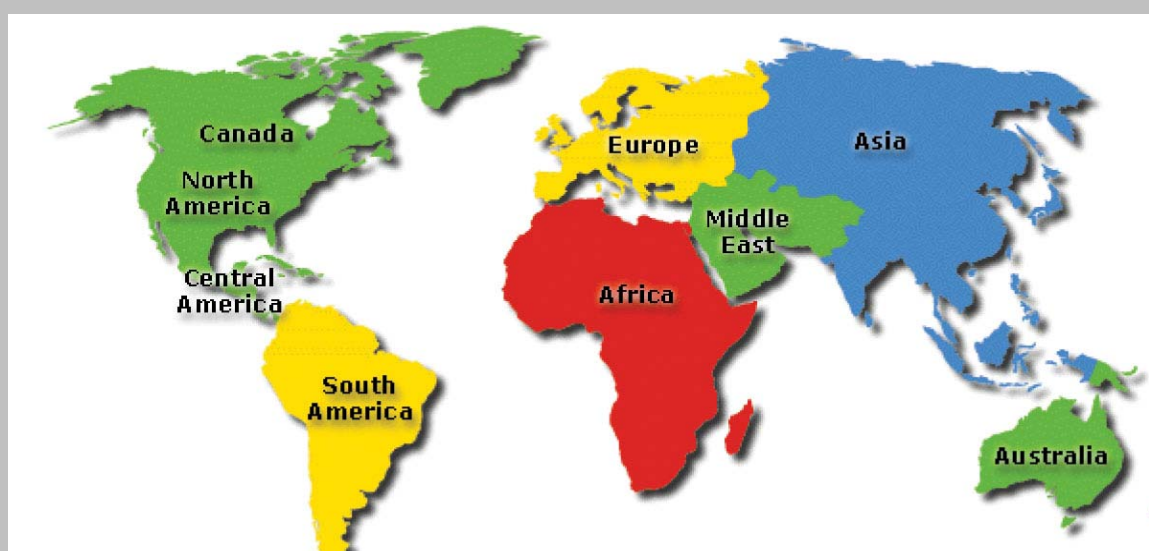 Canada
North
America
Central
America
South
America
Europe
Asia
Middle
East
Africa
Australia